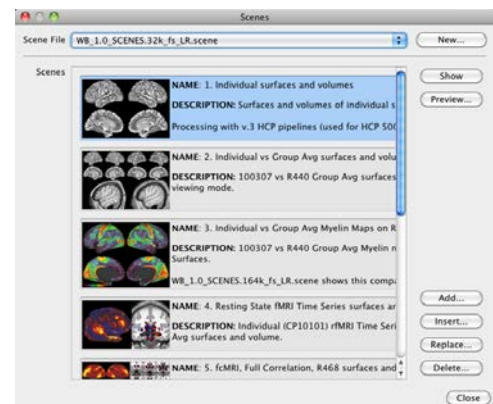 Scenes
Scene File WB_1.0_SCENES.32k_fs_LR.scene New...
Scenes
Show
Preview...
NAME: 1. Individual surfaces and volumes
DESCRIPTION: Surfaces and volumes of individual s
Processing with v.3 HCP pipelines (used for HCP 500
NAME: 2. Individual vs Group Avg surfaces and volu
DESCRIPTION: 100307 vs R440 Group Avg surfaces
viewing mode.
NAME: 3. Individual vs Group Avg Myelin Maps on R
DESCRIPTION: 100307 vs R440 Group Avg Myelin m
Surfaces.
WB_1.0_SCENES.164k_fs_LR.scene shows this compa
NAME: 4. Resting State fMRI Time Series surfaces ar
DESCRIPTION: Individual (CP10101) rfMRI Time Seri
Avg surfaces and volume.
NAME: 5. fcMRI, Full Correlation, R468 surfaces and
Add...
Insert...
Replace...
Delete...
Close